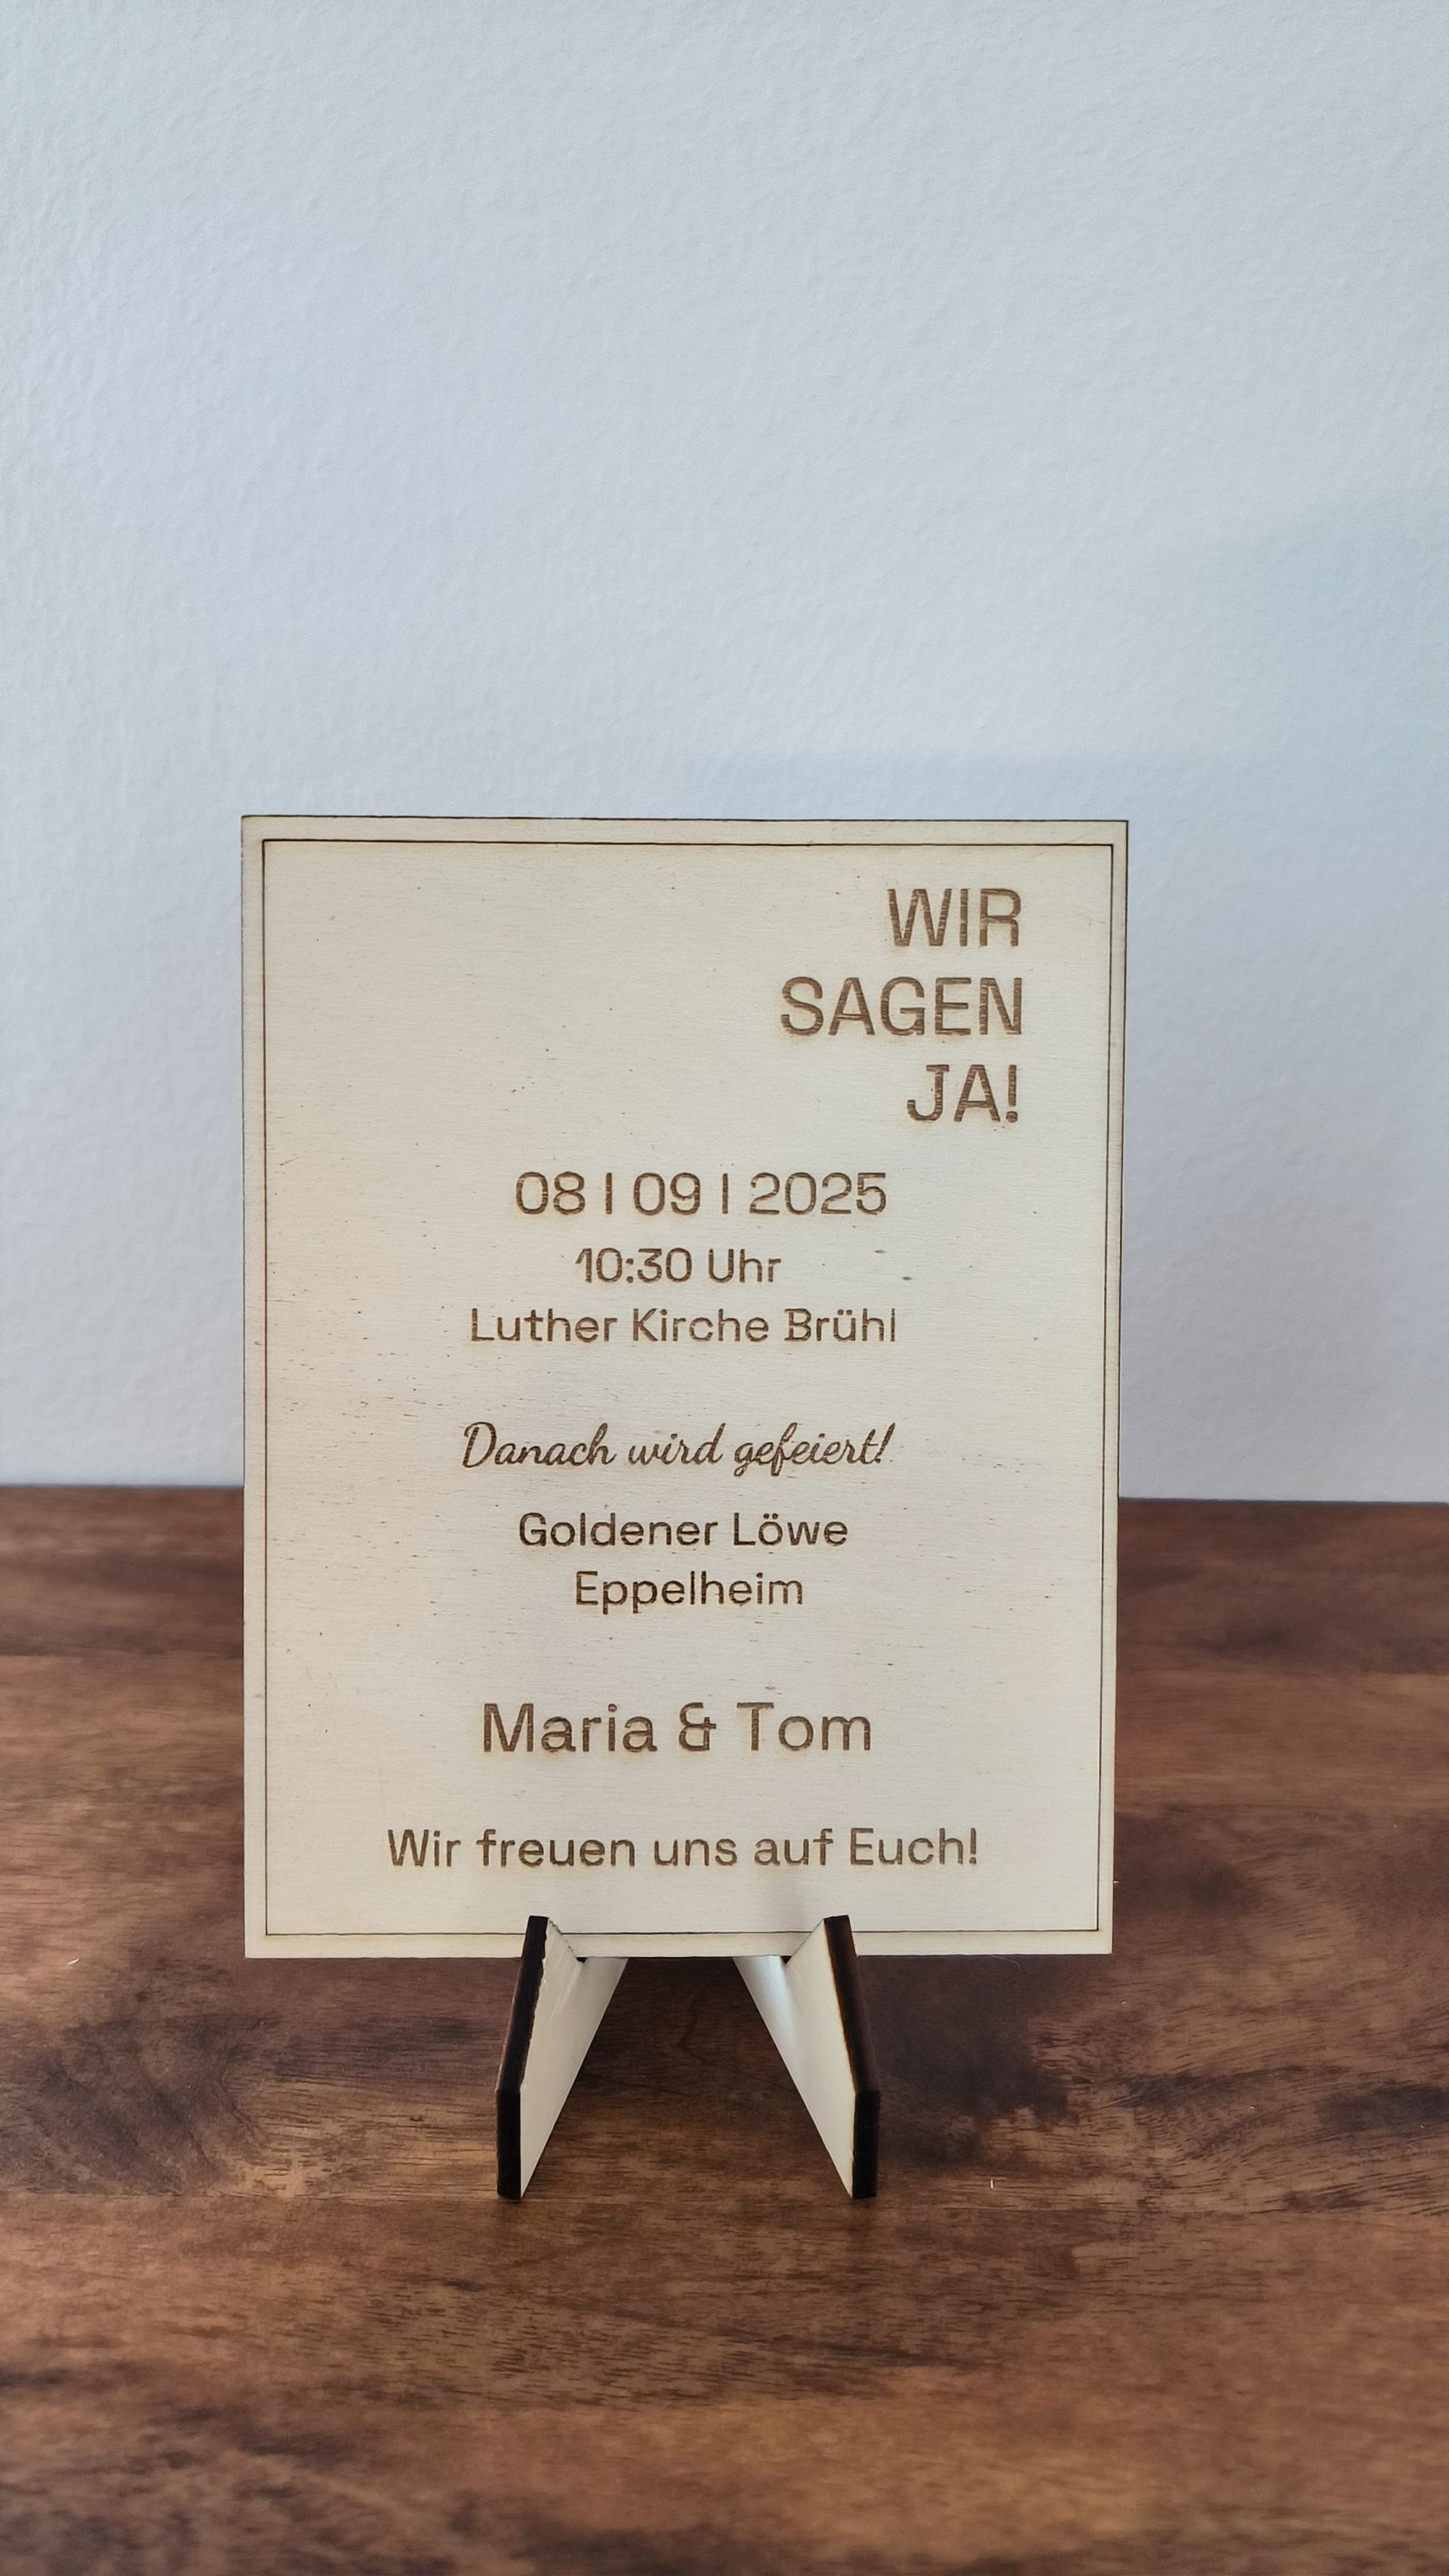 WIR
SAGEN
JA!
08 | 09 | 2025
10:30 Uhr
Luther Kirche Brühl
Danach wird gefeiert!
Goldener Löwe
Eppelheim
Maria & Tom
Wir freuen uns auf Euch!